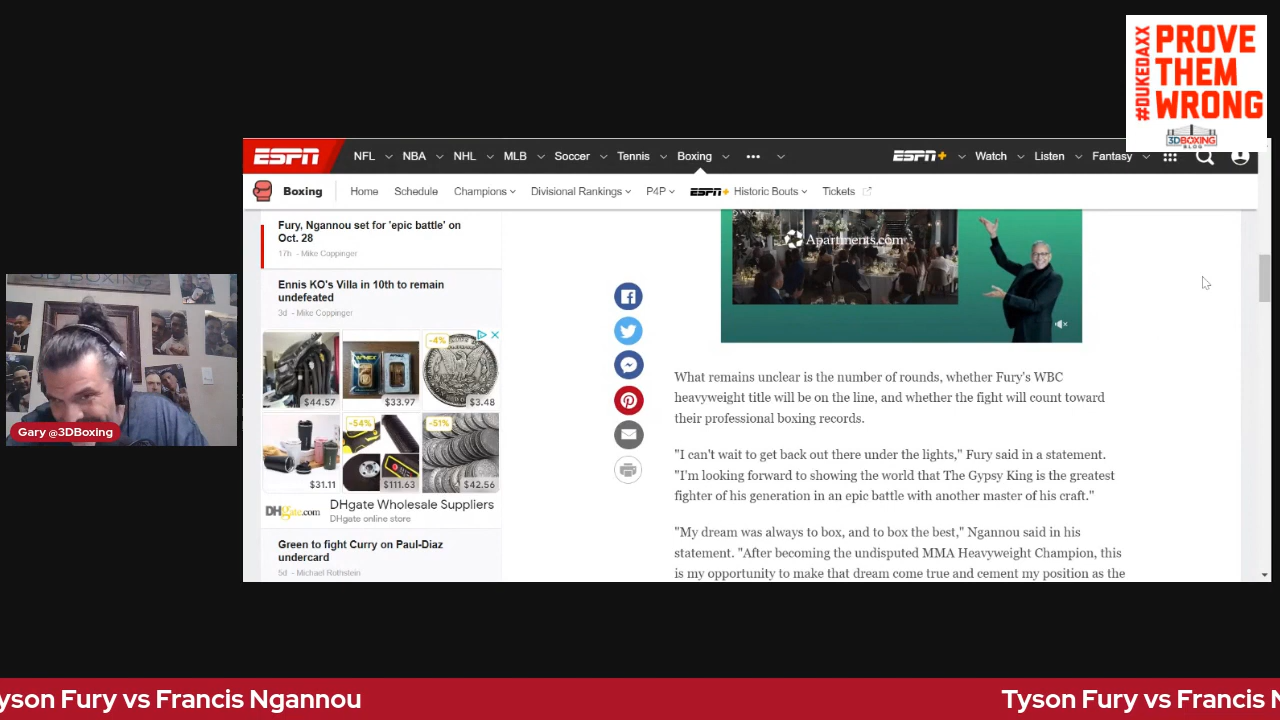 #DUKEDAXX
PROVE
THEM
WRONG
3DBOXING
BLOG
ESPN NFL NBA NHL MLB Soccer Tennis Boxing ••• ESPN+ Watch Listen Fantasy
Boxing Home Schedule Champions Divisional Rankings P4P ESPN+ Historic Bouts Tickets
Fury, Ngannou set for 'epic battle' on
Oct. 28
17h - Mike Coppinger
Ennis KO's Villa in 10th to remain
undefeated
3d - Mike Coppinger
-4%
$44.57 $33.97 $3.48
-54% -51%
$31.11 $111.63 $42.56
DHgate.com
DHgate Wholesale Suppliers
DHgate online store
Green to fight Curry on Paul-Diaz
undercard
5d - Michael Rothstein
Apartments.com
What remains unclear is the number of rounds, whether Fury's WBC
heavyweight title will be on the line, and whether the fight will count toward
their professional boxing records.
"I can't wait to get back out there under the lights," Fury said in a statement.
"I'm looking forward to showing the world that The Gypsy King is the greatest
fighter of his generation in an epic battle with another master of his craft."
"My dream was always to box, and to box the best," Ngannou said in his
statement. "After becoming the undisputed MMA Heavyweight Champion, this
is my opportunity to make that dream come true and cement my position as the
3D BOXING
Gary @3DBoxing
yson Fury vs Francis Ngannou
Tyson Fury vs Francis N